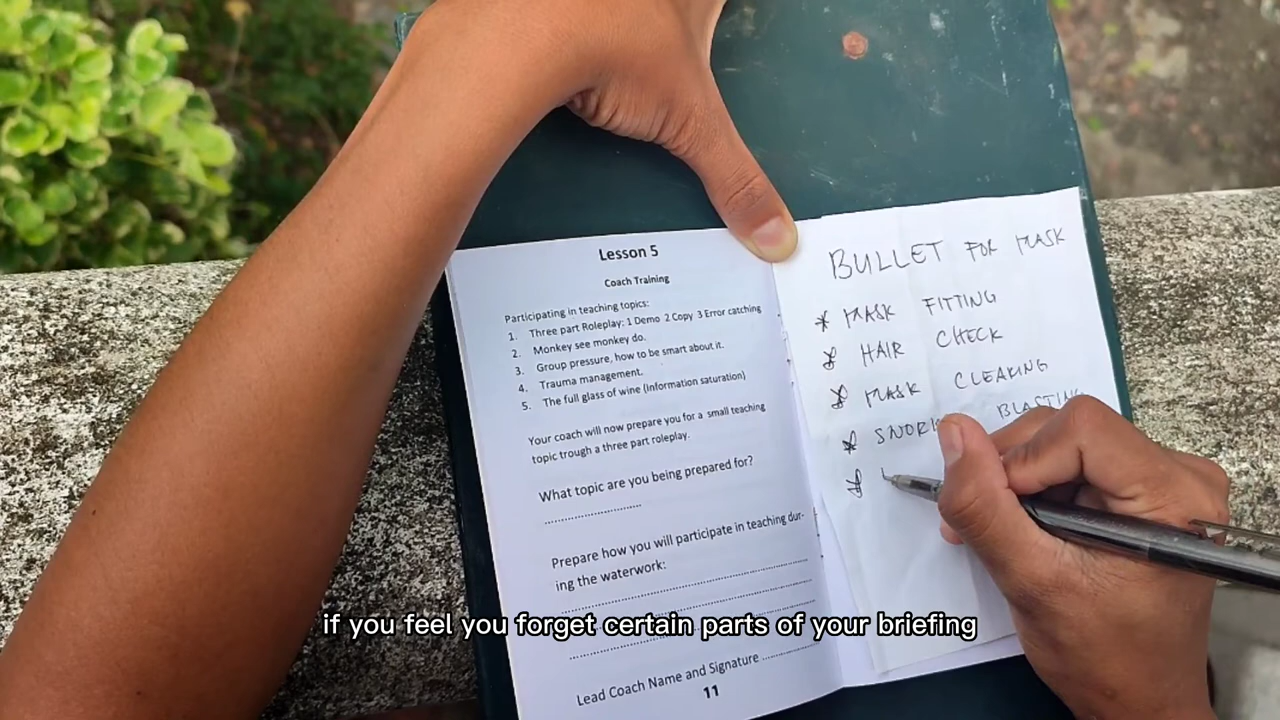 Lesson 5
Coach Training
Participating in teaching topics:
1. Three part Roleplay: 1 Demo 2 Copy 3 Error catching
2. Monkey see monkey do.
3. Group pressure, how to be smart about it.
4. Trauma management.
5. The full glass of wine (Information saturation)
Your coach will now prepare you for a small teaching
topic trough a three part roleplay.
What topic are you being prepared for?
..............................
Prepare how you will participate in teaching dur-
ing the waterwork:
Lead Coach Name and Signature ..............
11
BULLET FOR MASK
* MASK FITTING
* HAIR CHECK
* MASK CLEARING
* BLASTING
*
if you feel you forget certain parts of your briefing